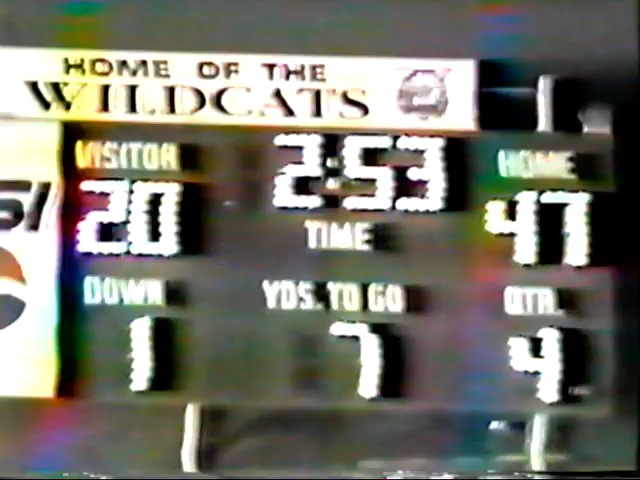 HOME OF THE
WILDCATS
VISITOR 2:53 HOME
20 TIME 47
DOWN YDS. TO GO QTR.
1 7 4